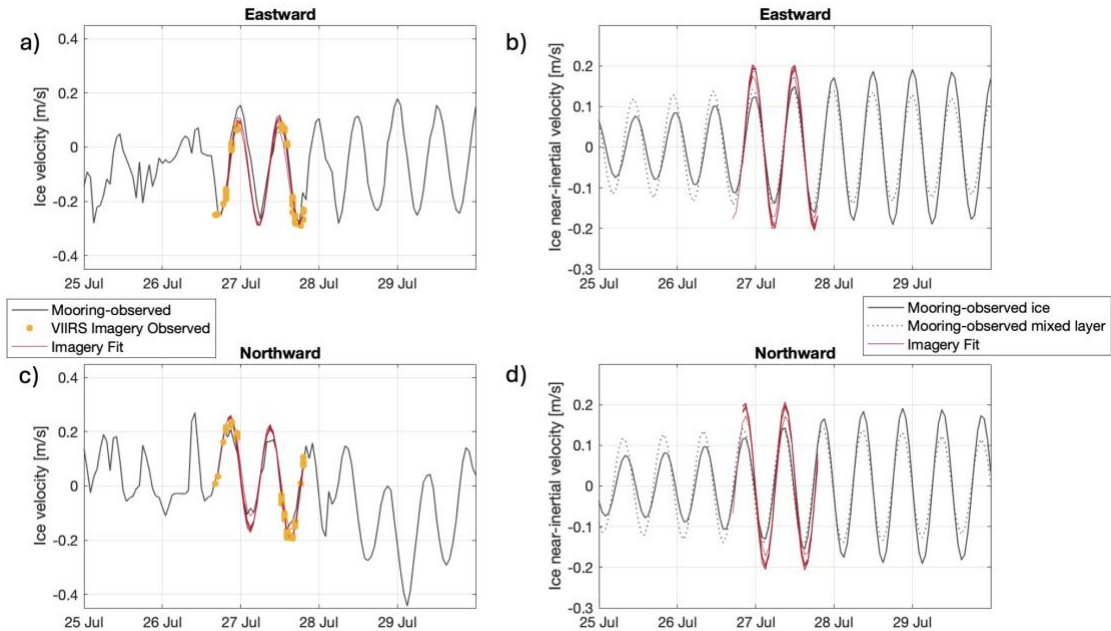 Eastward
a)
Ice velocity [m/s]
0.4
0.2
0
-0.2
-0.4
25 Jul 26 Jul 27 Jul 28 Jul 29 Jul
Eastward
b)
Ice near-inertial velocity [m/s]
0.2
0.1
0
-0.1
-0.2
-0.3
25 Jul 26 Jul 27 Jul 28 Jul 29 Jul
Mooring-observed
VIIRS Imagery Observed
Imagery Fit
Mooring-observed ice
Mooring-observed mixed layer
Imagery Fit
Northward
c)
Ice velocity [m/s]
0.4
0.2
0
-0.2
-0.4
25 Jul 26 Jul 27 Jul 28 Jul 29 Jul
Northward
d)
Ice near-inertial velocity [m/s]
0.2
0.1
0
-0.1
-0.2
-0.3
25 Jul 26 Jul 27 Jul 28 Jul 29 Jul